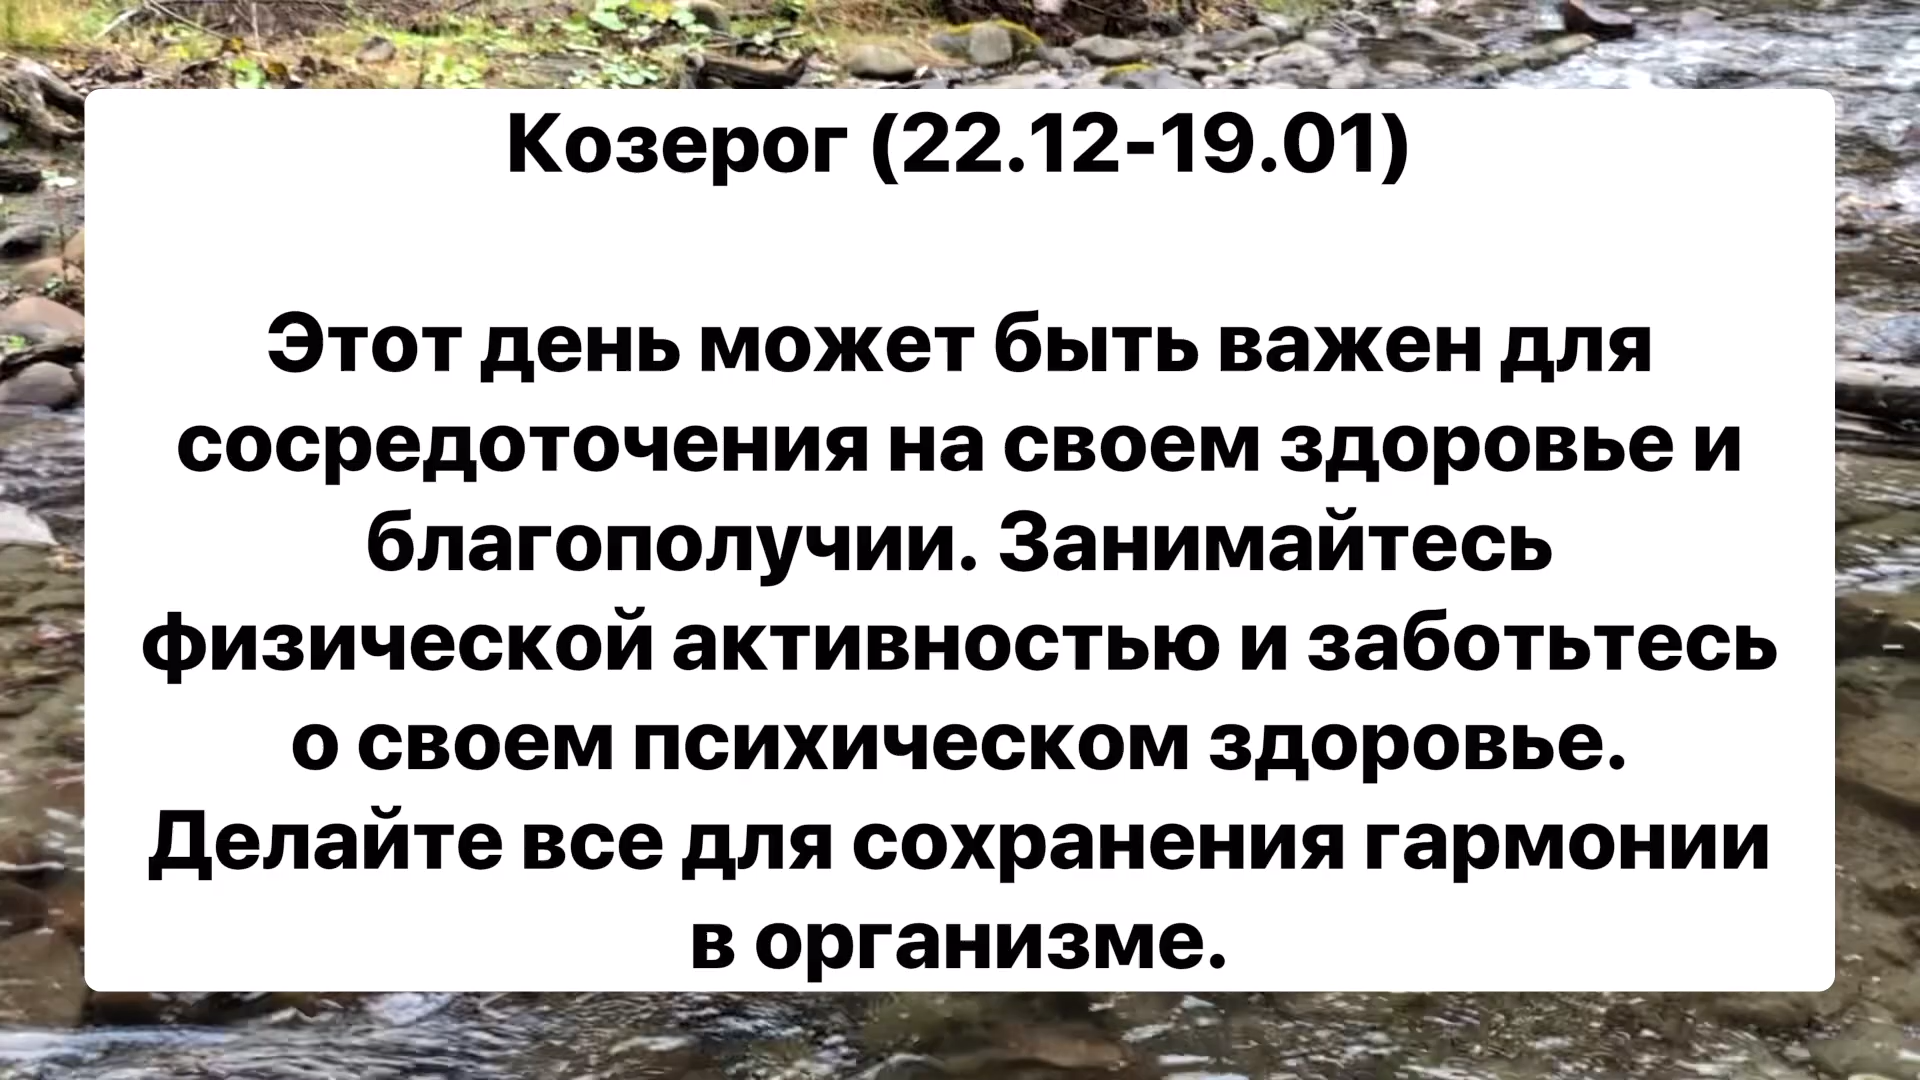 Козерог (22.12-19.01)
Этот день может быть важен для
сосредоточения на своем здоровье и
благополучии. Занимайтесь
физической активностью и заботьтесь
о своем психическом здоровье.
Делайте все для сохранения гармонии
в организме.